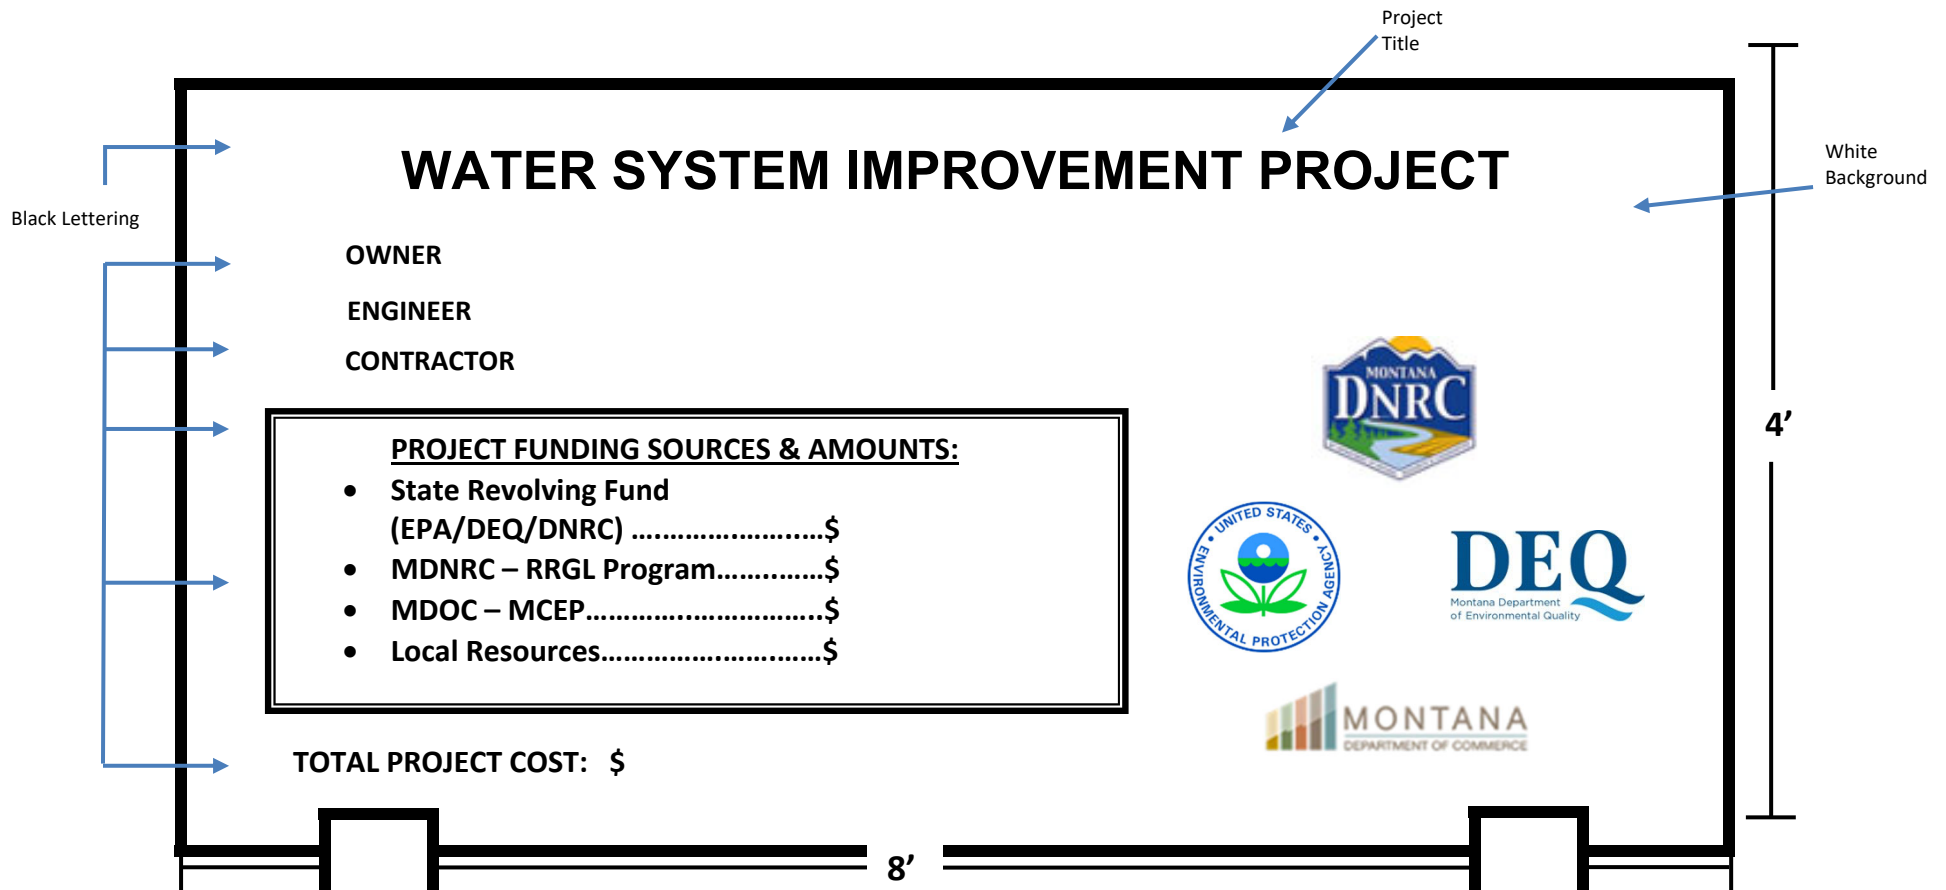 Project
Title
WATER SYSTEM IMPROVEMENT PROJECT
White
Background
Black Lettering
OWNER
ENGINEER
CONTRACTOR
MONTANA
DNRC
4’
PROJECT FUNDING SOURCES & AMOUNTS:
• State Revolving Fund
(EPA/DEQ/DNRC) ….……….……..…$
• MDNRC – RRGL Program……..……$
• MDOC – MCEP…………..……………..$
• Local Resources…………….…….……$
UNITED STATES
ENVIRONMENTAL PROTECTION AGENCY
DEQ
Montana Department
of Environmental Quality
MONTANA
DEPARTMENT OF COMMERCE
TOTAL PROJECT COST: $
8’